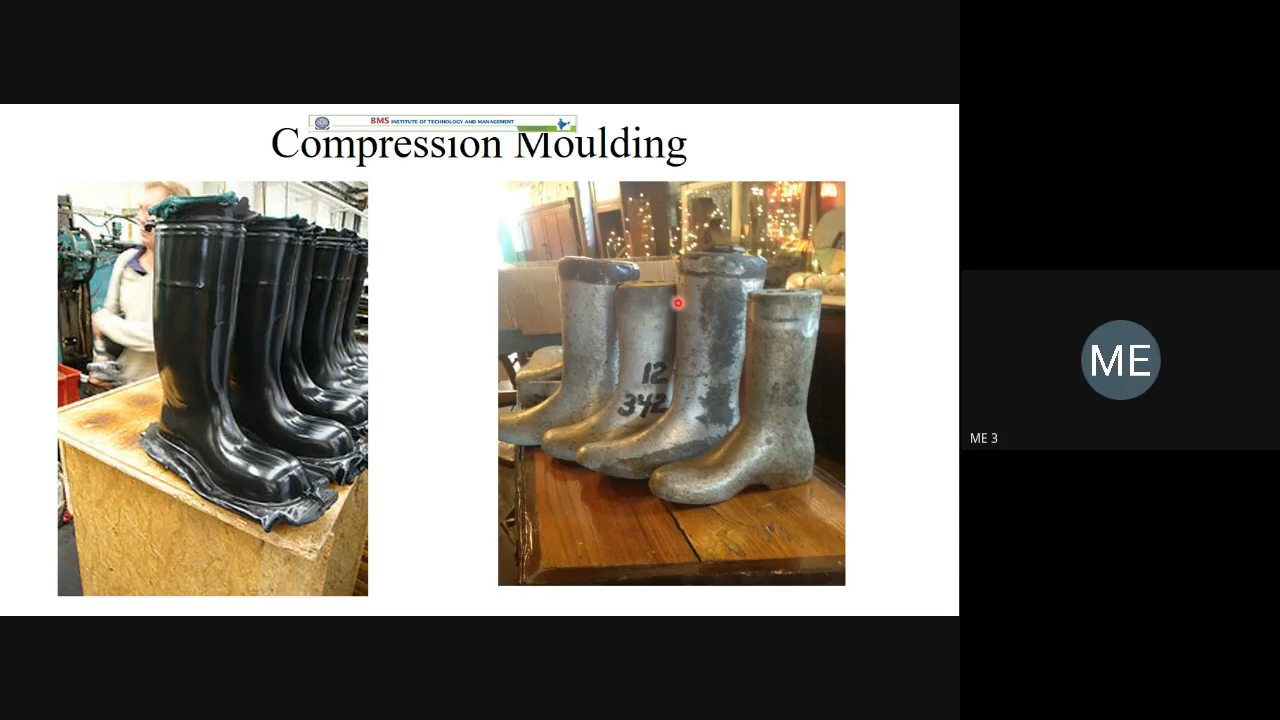 BMS INSTITUTE OF TECHNOLOGY AND MANAGEMENT
Compression Moulding
12
342
ME
ME 3